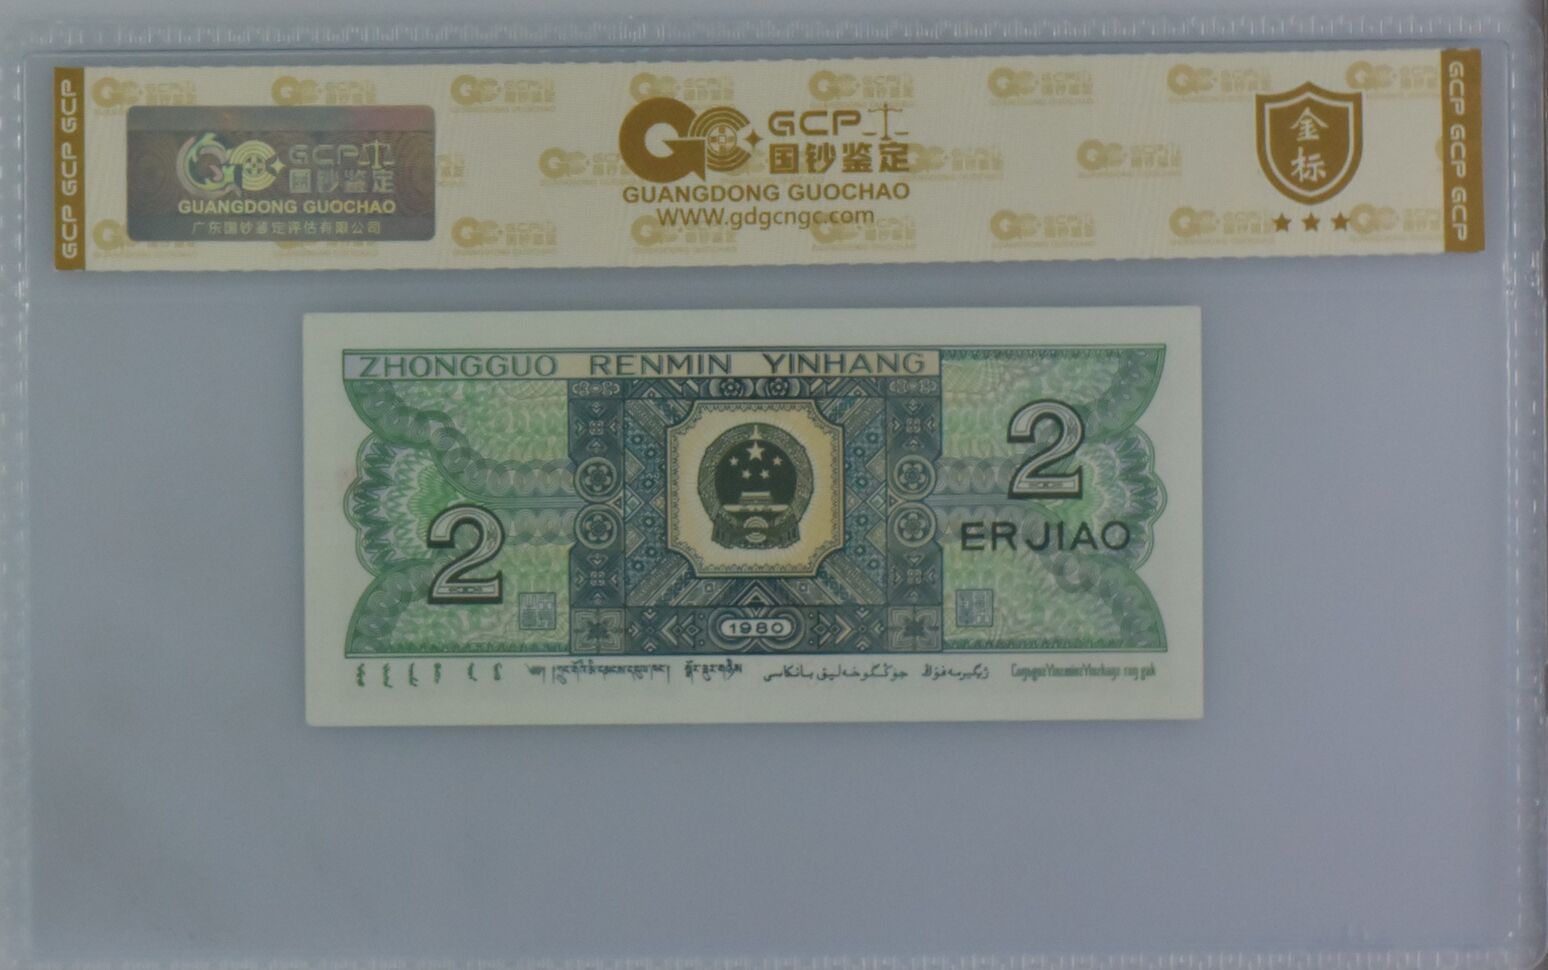 GCP GCP GCP
GCP
国钞鉴定
GUANGDONG GUOCHAO
广东国钞鉴定评估有限公司
GCP
国钞鉴定
GUANGDONG GUOCHAO
WWW.gdgcngc.com
金标
GCP GCP GCP
ZHONGGUO RENMIN YINHANG
2
2
ERJIAO
1980